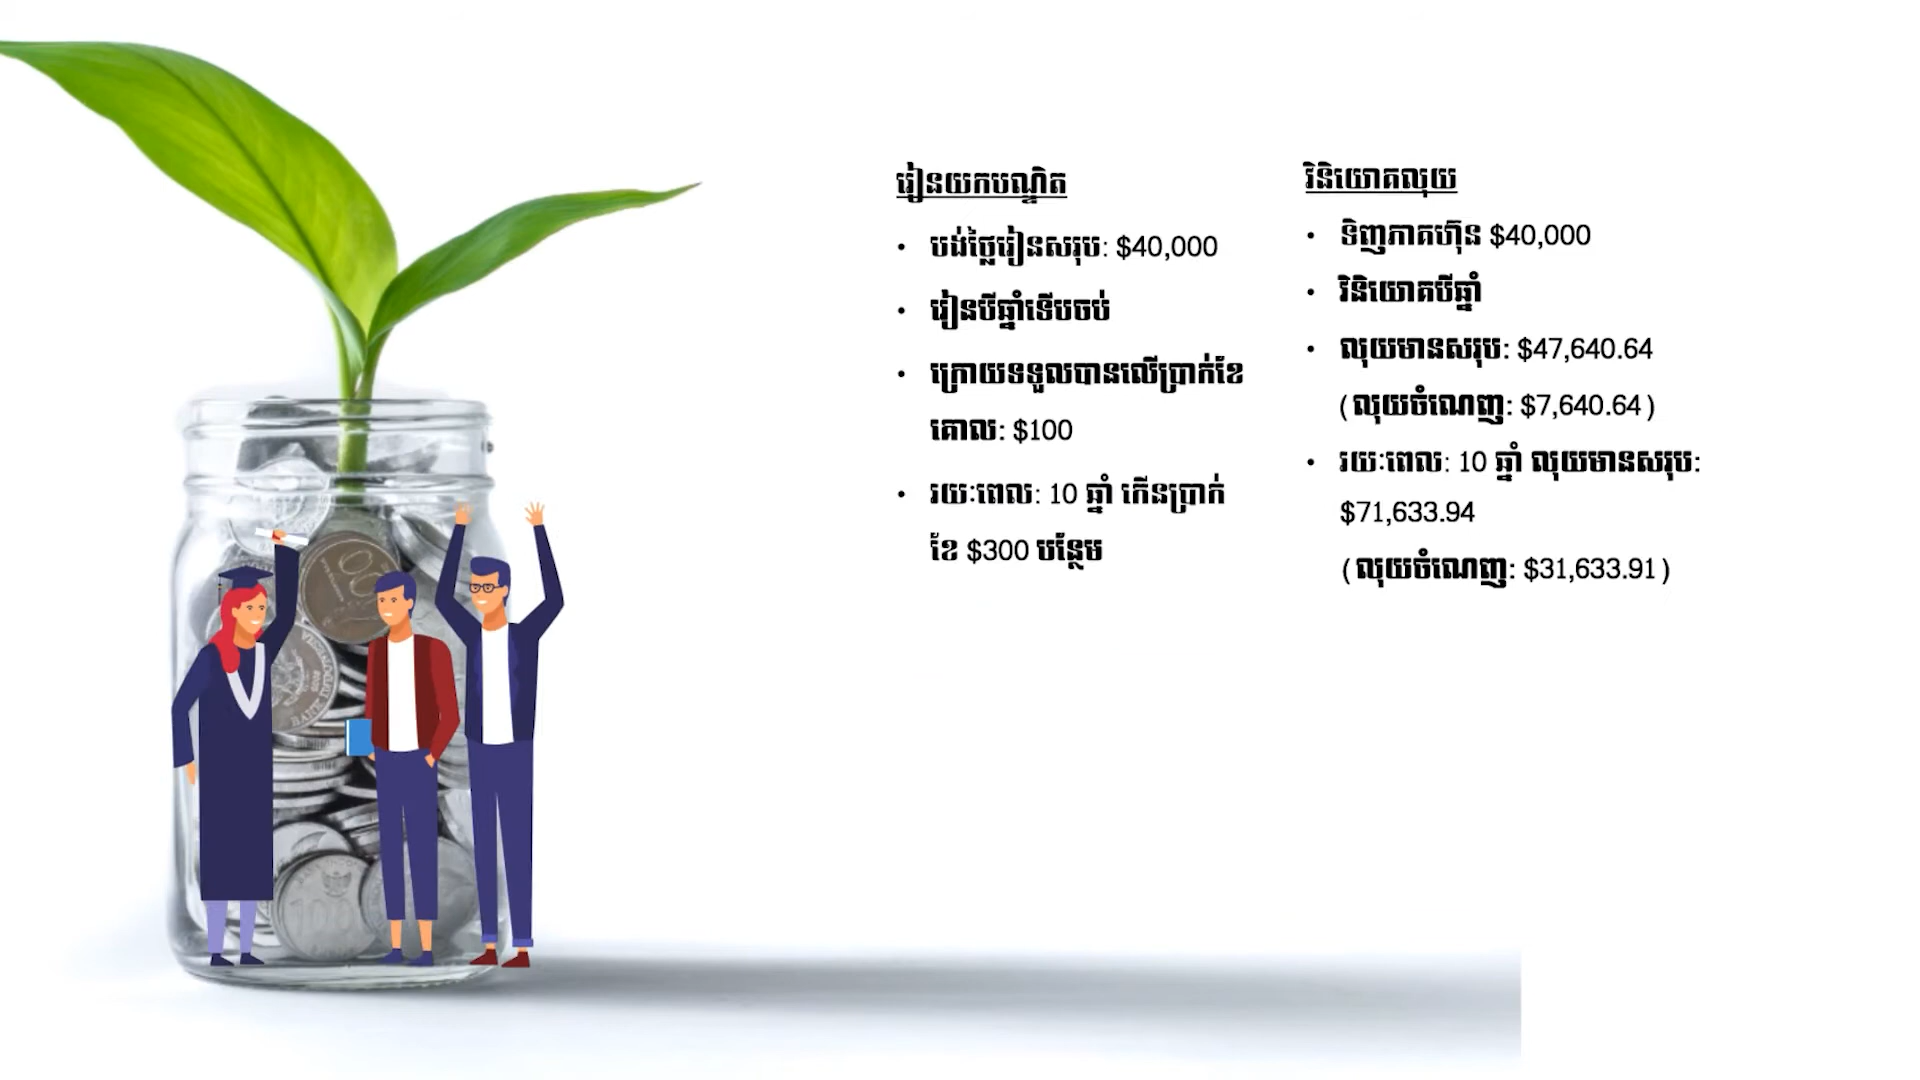 រៀនយកបណ្ឌិត
• បង់ថ្លៃរៀនសរុប: $40,000
• រៀនបីឆ្នាំទើបចប់
• ក្រោយទទួលបានលើប្រាក់ខែ
គោល: $100
• រយ:ពេល: 10 ឆ្នាំ កើនប្រាក់
ខែ $300 បន្ថែម
វិនិយោគលុយ
• ទិញភាគហ៊ុន $40,000
• វិនិយោគបីឆ្នាំ
• លុយមានសរុប: $47,640.64
(លុយចំណេញ: $7,640.64)
• រយ:ពេល: 10 ឆ្នាំ លុយមានសរុប:
$71,633.94
(លុយចំណេញ: $31,633.91)